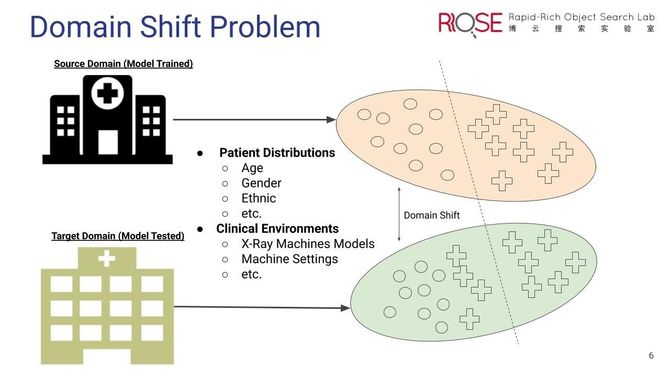 Domain Shift Problem
ROSE
Rapid-Rich Object Search Lab
博云搜索实验室
Source Domain (Model Trained)
● Patient Distributions
○ Age
○ Gender
○ Ethnic
○ etc.
● Clinical Environments
○ X-Ray Machines Models
○ Machine Settings
○ etc.
Target Domain (Model Tested)
Domain Shift
6